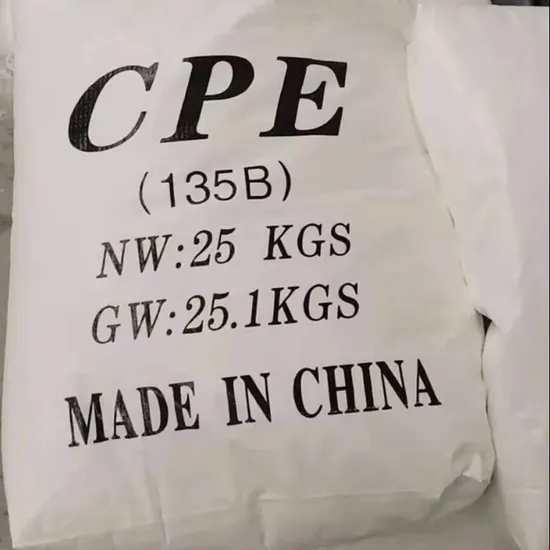 CPE
(135B)
NW:25 KGS
GW:25.1KGS
MADE IN CHINA